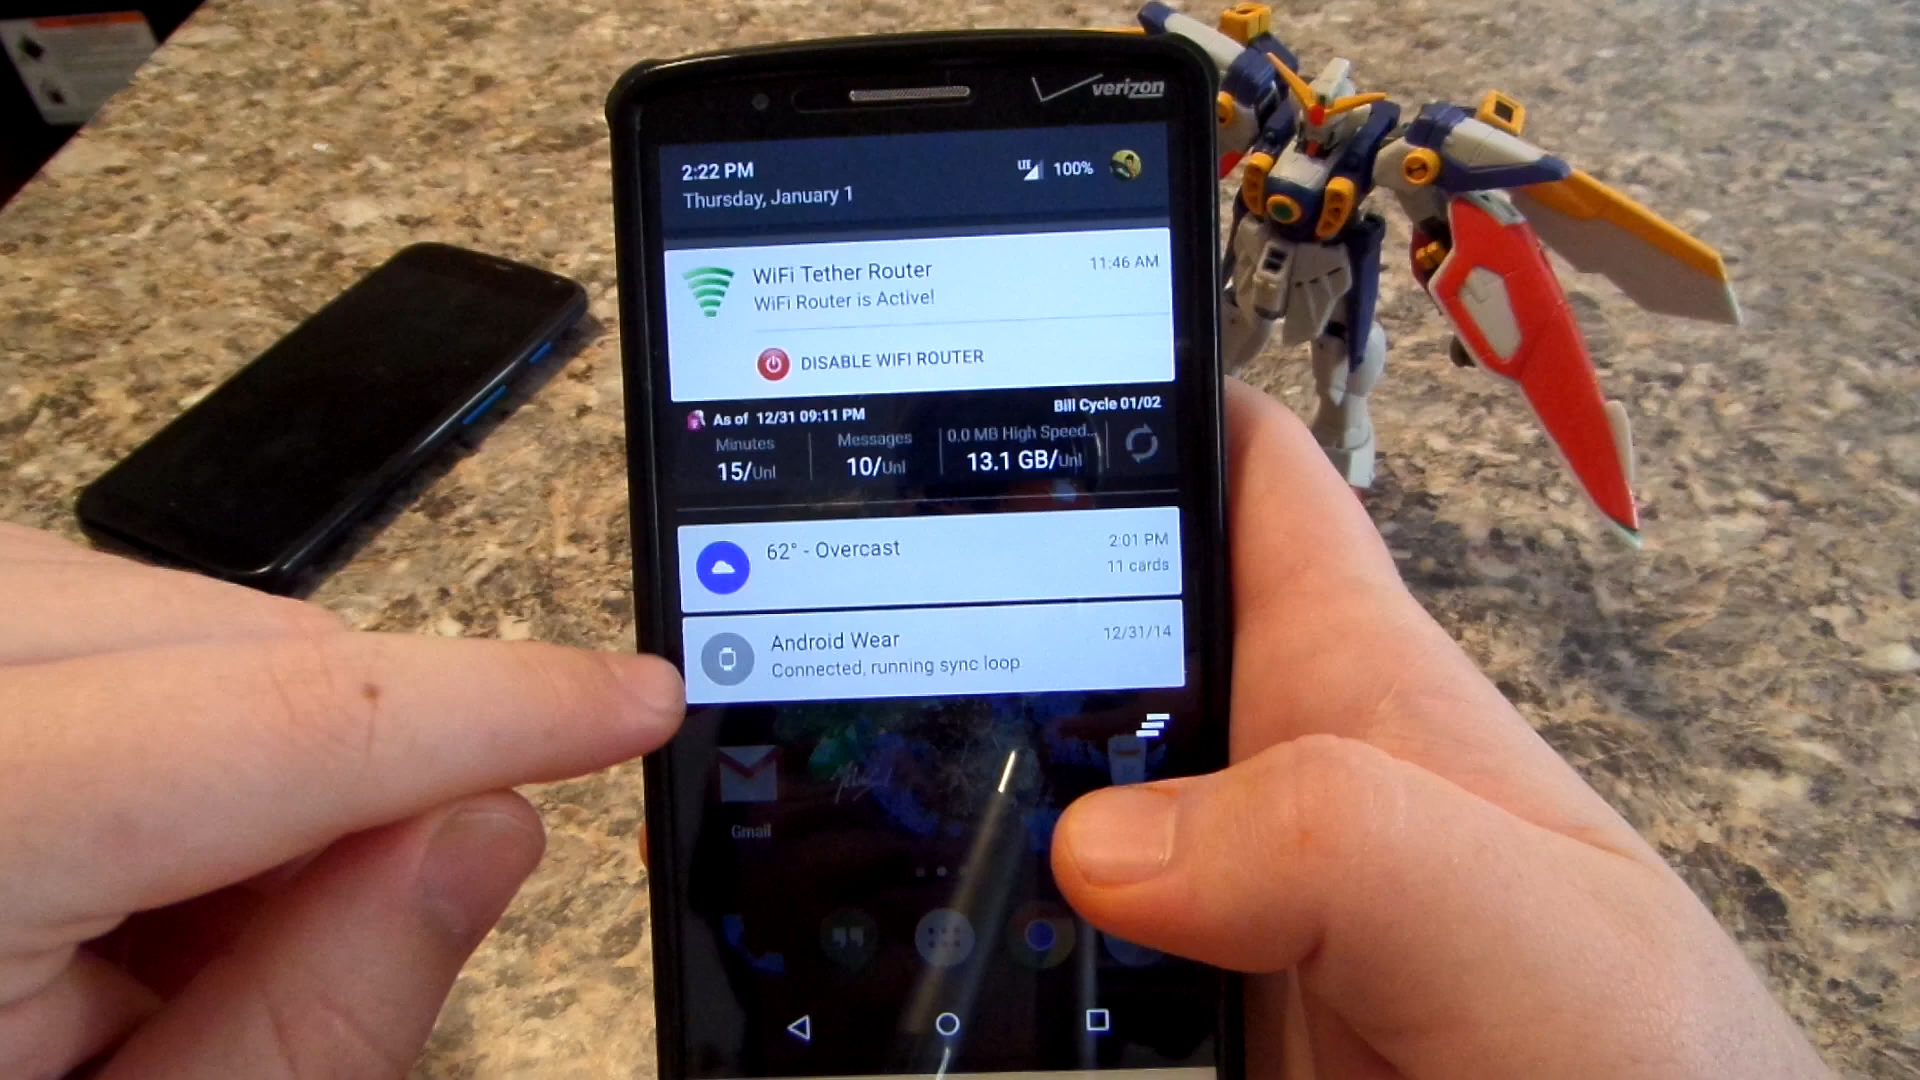 verizon
2:22 PM
LTE
100%
Thursday, January 1
WiFi Tether Router
11:46 AM
WiFi Router is Active!
DISABLE WIFI ROUTER
As of 12/31 09:11 PM
Bill Cycle 01/02
Minutes
Messages
0.0 MB High Speed...
15/Unl
10/Unl
13.1 GB/Unl
62° - Overcast
2:01 PM
11 cards
Android Wear
12/31/14
Connected, running sync loop
Gmail